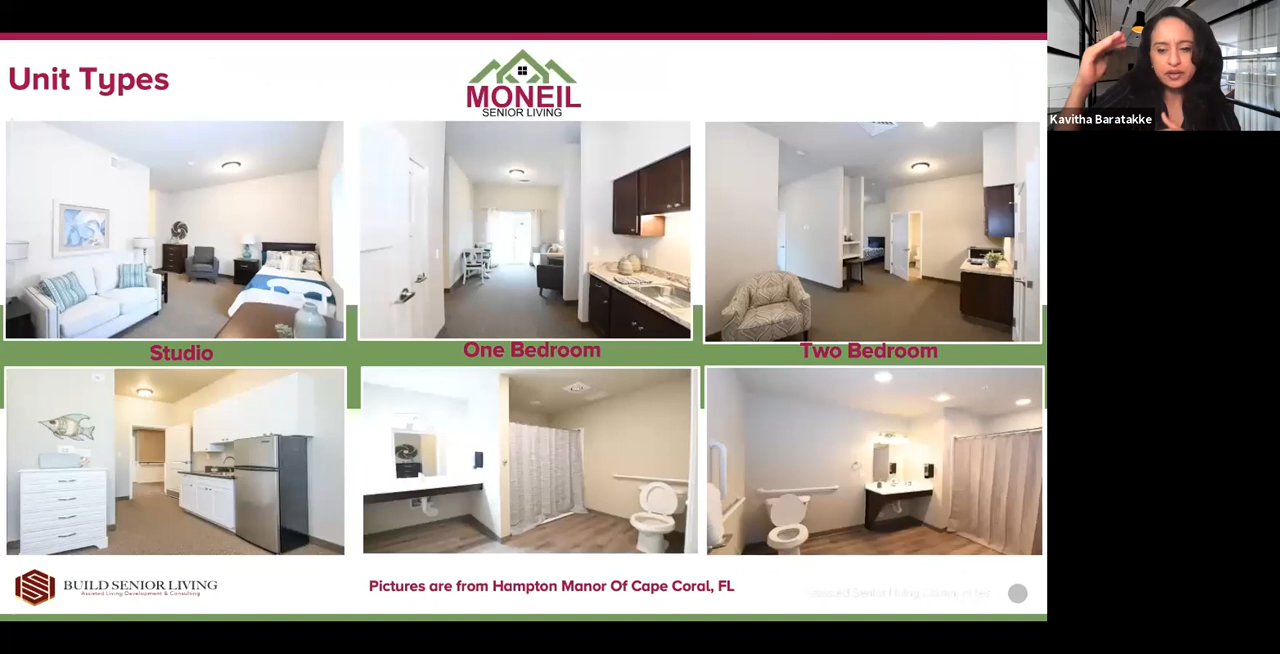 Unit Types
MONEIL
SENIOR LIVING
Kavitha Baratakke
Studio
One Bedroom
Two Bedroom
BUILD SENIOR LIVING
Assisted Living Development & Consulting
Pictures are from Hampton Manor Of Cape Coral, FL